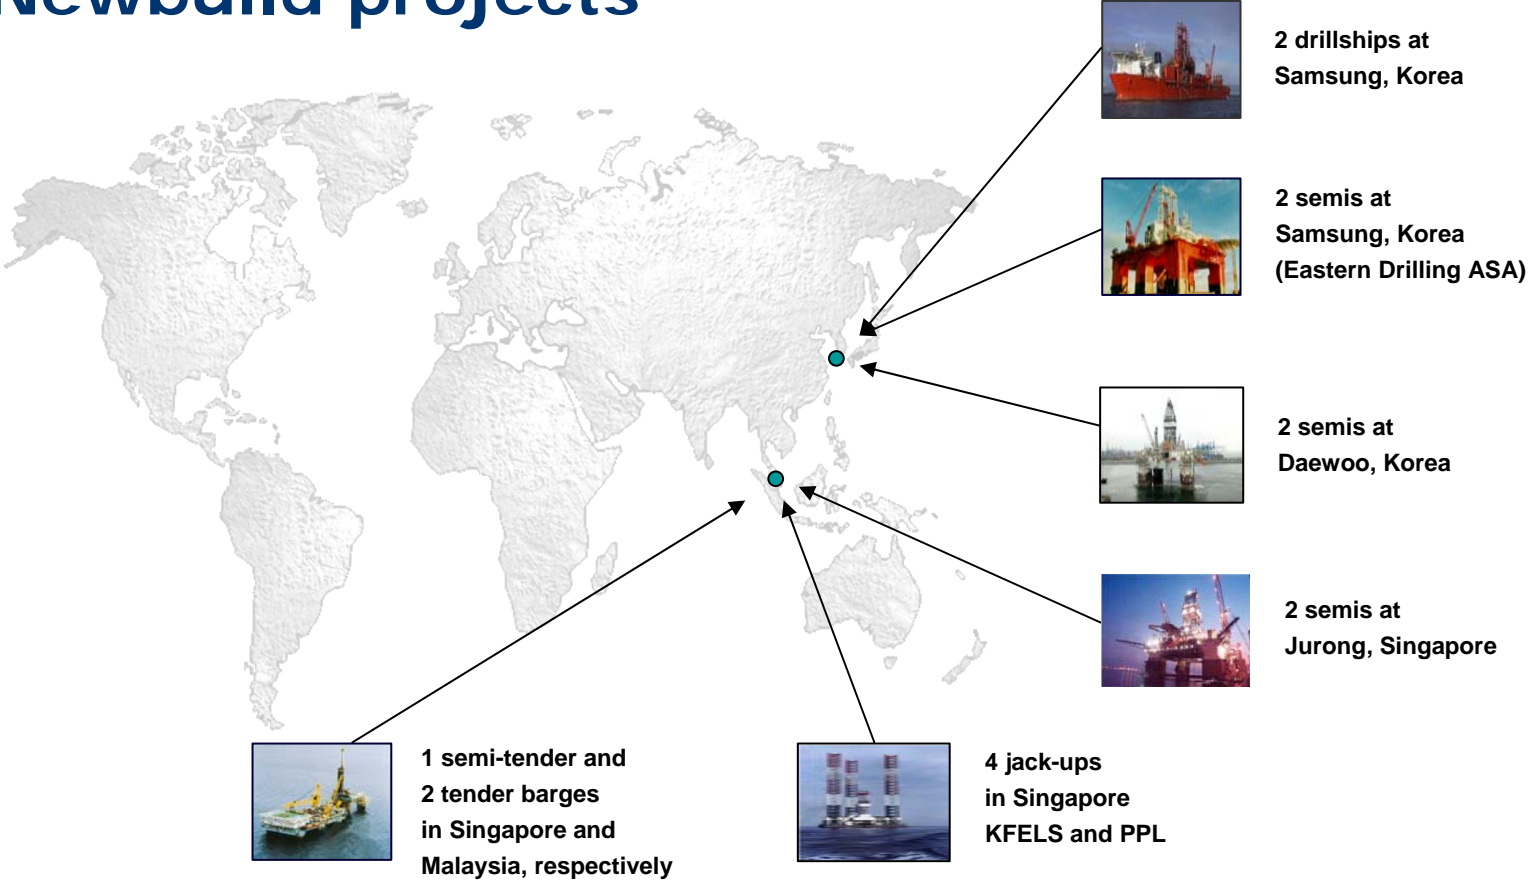 Newbuild projects
2 drillships at
Samsung, Korea
2 semis at
Samsung, Korea
(Eastern Drilling ASA)
2 semis at
Daewoo, Korea
2 semis at
Jurong, Singapore
1 semi-tender and
2 tender barges
in Singapore and
Malaysia, respectively
4 jack-ups
in Singapore
KFELS and PPL